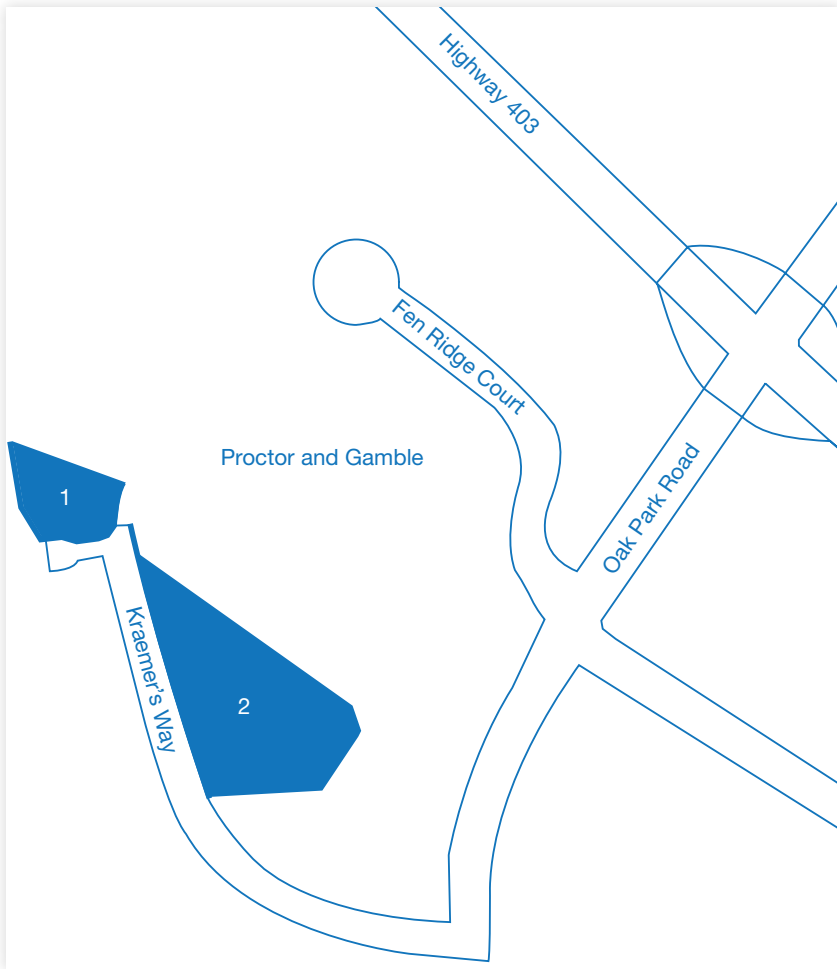 Highway 403
Fen Ridge Court
Proctor and Gamble
Oak Park Road
1
Kraemer's Way
2